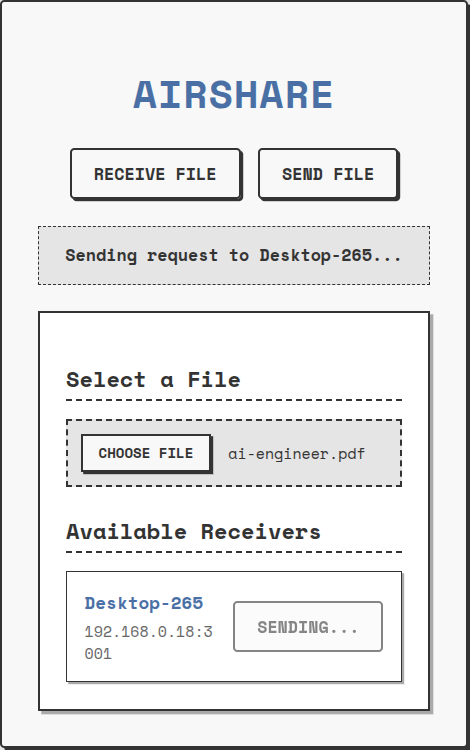 AIRSHARE
RECEIVE FILE SEND FILE
Sending request to Desktop-265...
Select a File
CHOOSE FILE ai-engineer.pdf
Available Receivers
Desktop-265
192.168.0.18:3
001
SENDING...